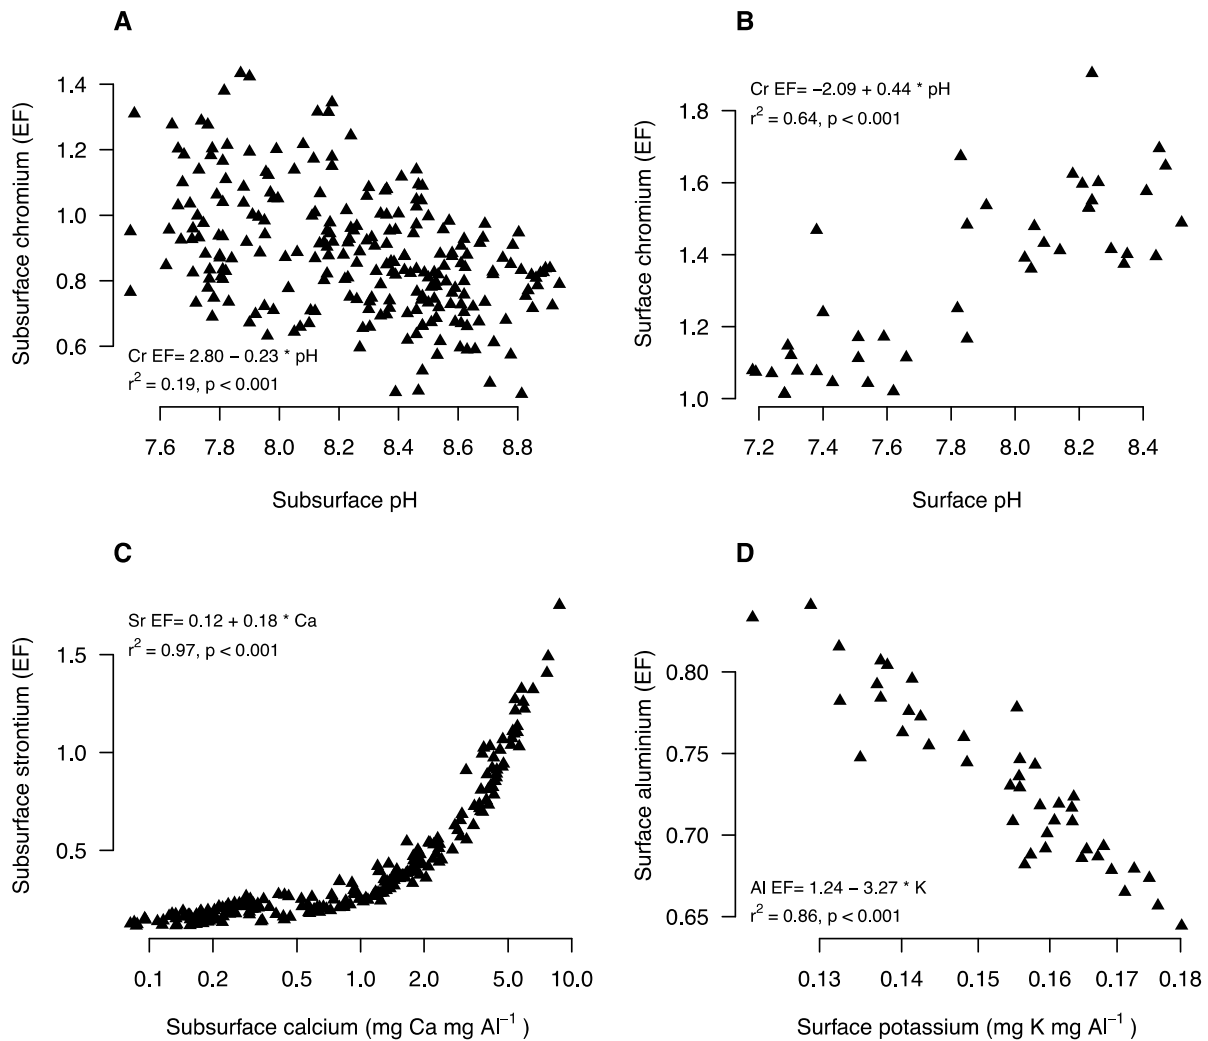 A
Subsurface chromium (EF)
1.4
1.2
1.0
0.8
0.6
Cr EF= 2.80 − 0.23 * pH
r² = 0.19, p < 0.001
7.6 7.8 8.0 8.2 8.4 8.6 8.8
Subsurface pH
B
Surface chromium (EF)
1.8
1.6
1.4
1.2
1.0
Cr EF= −2.09 + 0.44 * pH
r² = 0.64, p < 0.001
7.2 7.4 7.6 7.8 8.0 8.2 8.4
Surface pH
C
Subsurface strontium (EF)
1.5
1.0
0.5
Sr EF= 0.12 + 0.18 * Ca
r² = 0.97, p < 0.001
0.1 0.2 0.5 1.0 2.0 5.0 10.0
Subsurface calcium (mg Ca mg Al⁻¹ )
D
Surface aluminium (EF)
0.80
0.75
0.70
0.65
Al EF= 1.24 − 3.27 * K
r² = 0.86, p < 0.001
0.13 0.14 0.15 0.16 0.17 0.18
Surface potassium (mg K mg Al⁻¹)